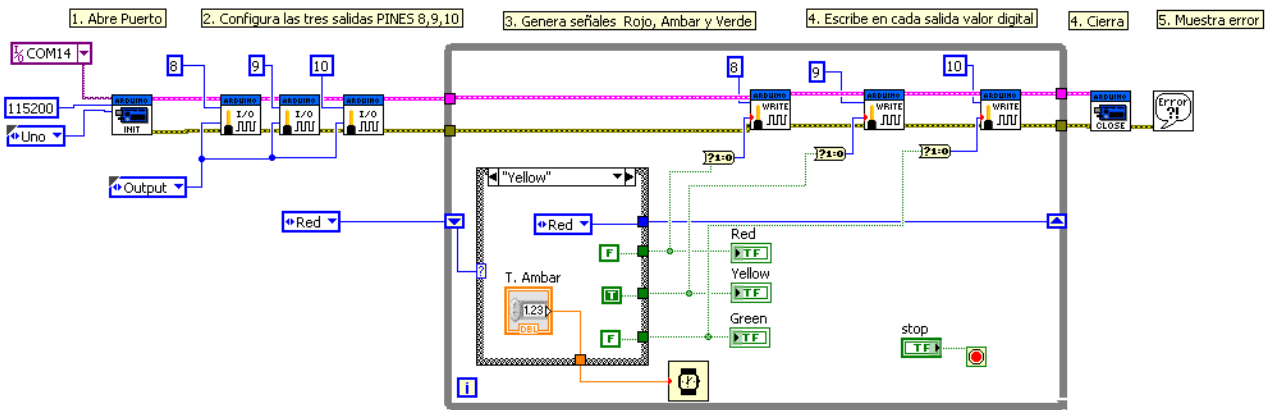 1. Abre Puerto
2. Configura las tres salidas PINES 8,9,10
3. Genera señales Rojo, Ambar y Verde
4. Escribe en cada salida valor digital
4. Cierra
5. Muestra error
I/O COM14
8
9
10
8
9
10
115200
ARDUINO
INIT
ARDUINO
I/O
ARDUINO
I/O
ARDUINO
I/O
ARDUINO
WRITE
ARDUINO
WRITE
ARDUINO
WRITE
ARDUINO
CLOSE
Error
?!
Uno
Output
?1:0
?1:0
?1:0
"Yellow"
Red
Red
?
F
T
F
T. Ambar
1.23
DBL
Red
TF
Yellow
TF
Green
TF
stop
TF
i